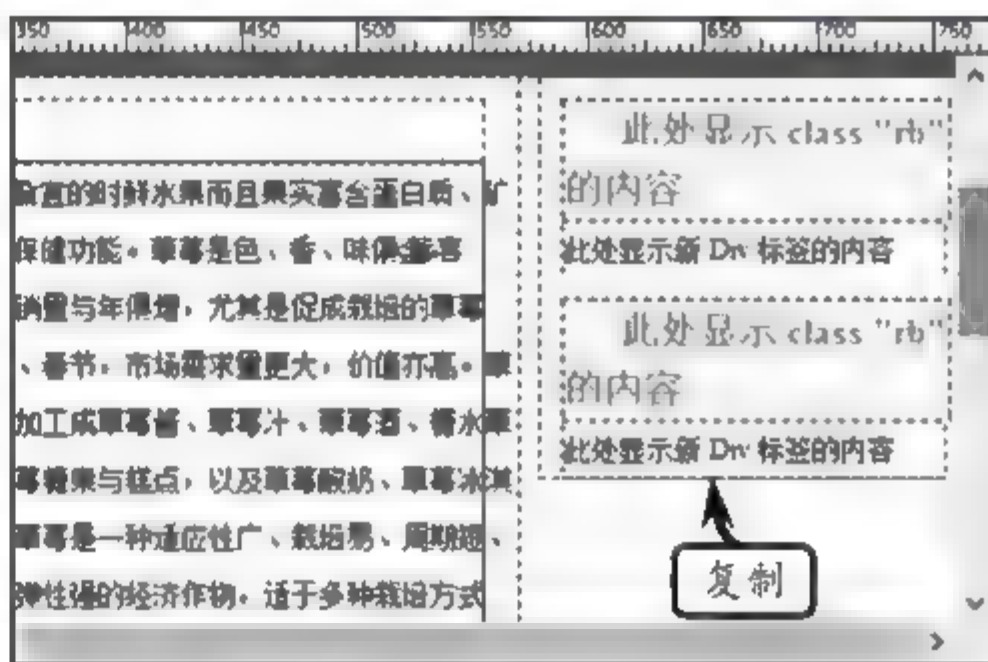 350 400 450 500 550 600 650 700 750
宜的时鲜水果而且果实富含蛋白质、矿
保健功能。草莓是色、香、味俱佳
销量与年俱增，尤其是促成栽培的草莓
、春节，市场需求量更大，价值亦高。草
加工成草莓酱、草莓汁、草莓酒、糖水草
莓糖果与糕点，以及草莓酸奶、草莓冰淇
草莓是一种适应性广、栽培易、周期短、
弹性强的经济作物。适于多种栽培方式
此处显示 class "rb"
的内容
此处显示新 Div 标签的内容
此处显示 class "rb"
的内容
此处显示新 Div 标签的内容
复制